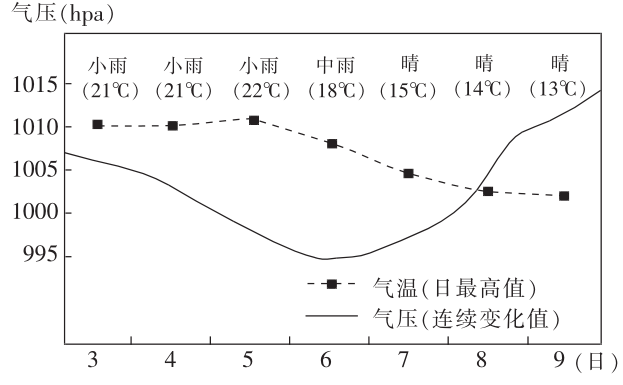 气压(hpa)
小雨 小雨 小雨 中雨 晴 晴 晴
(21℃) (21℃) (22℃) (18℃) (15℃) (14℃) (13℃)
1015
1010
1005
1000
995
气温(日最高值)
气压(连续变化值)
3 4 5 6 7 8 9 (日)